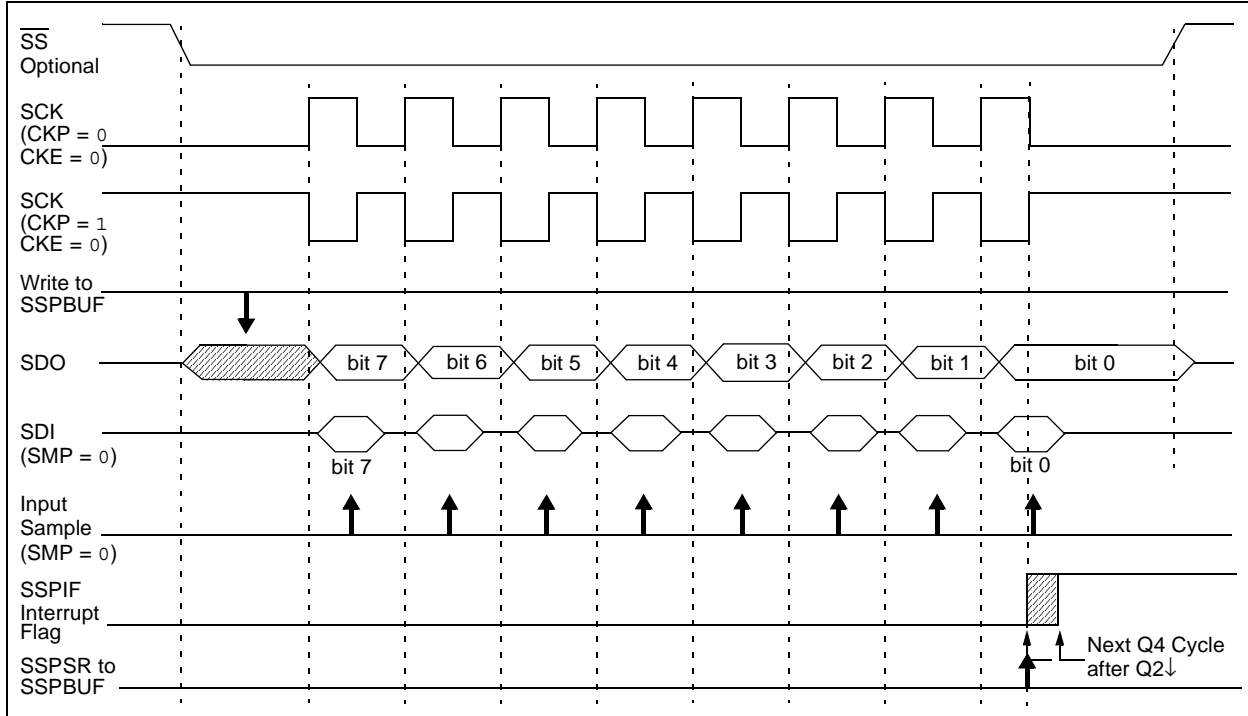 SS
Optional
SCK
(CKP = 0
CKE = 0)
SCK
(CKP = 1
CKE = 0)
Write to
SSPBUF
SDO
bit 7
bit 6
bit 5
bit 4
bit 3
bit 2
bit 1
bit 0
SDI
(SMP = 0)
bit 7
bit 0
Input
Sample
(SMP = 0)
SSPIF
Interrupt
Flag
Next Q4 Cycle
after Q2↓
SSPSR to
SSPBUF